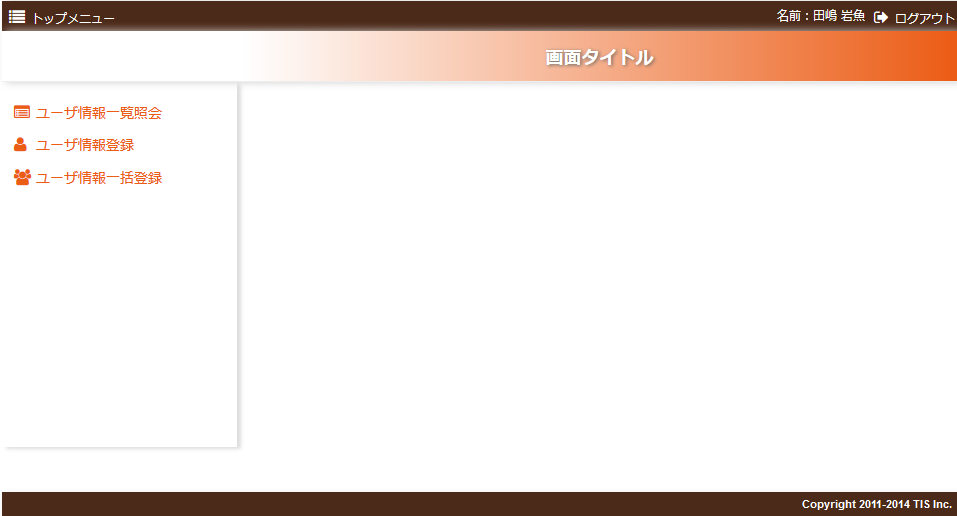 トップメニュー
名前：田嶋 岩魚 ログアウト
画面タイトル
ユーザ情報一覧照会
ユーザ情報登録
ユーザ情報一括登録
Copyright 2011-2014 TIS Inc.